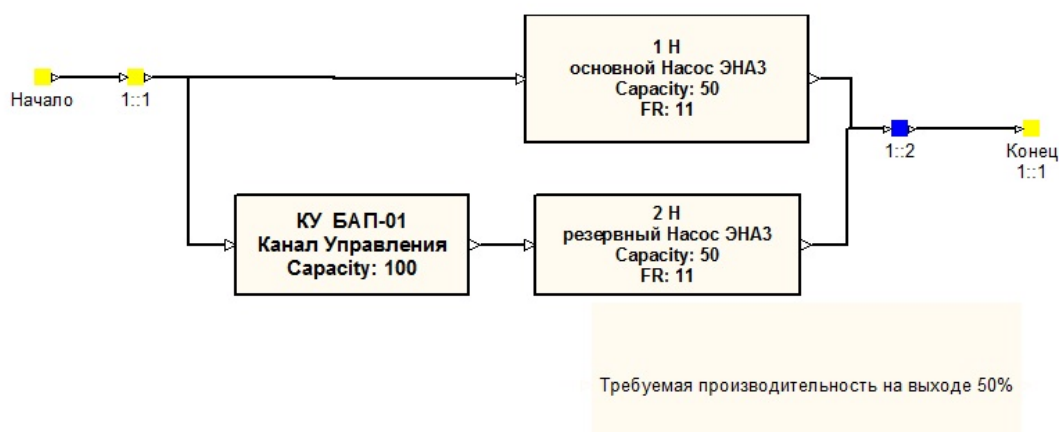 1 Н
основной Насос ЭНАЗ
Capacity: 50
FR: 11
Начало
1::1
1::2
Конец
1::1
КУ БАП-01
Канал Управления
Capacity: 100
2 Н
резервный Насос ЭНАЗ
Capacity: 50
FR: 11
Требуемая производительность на выходе 50%